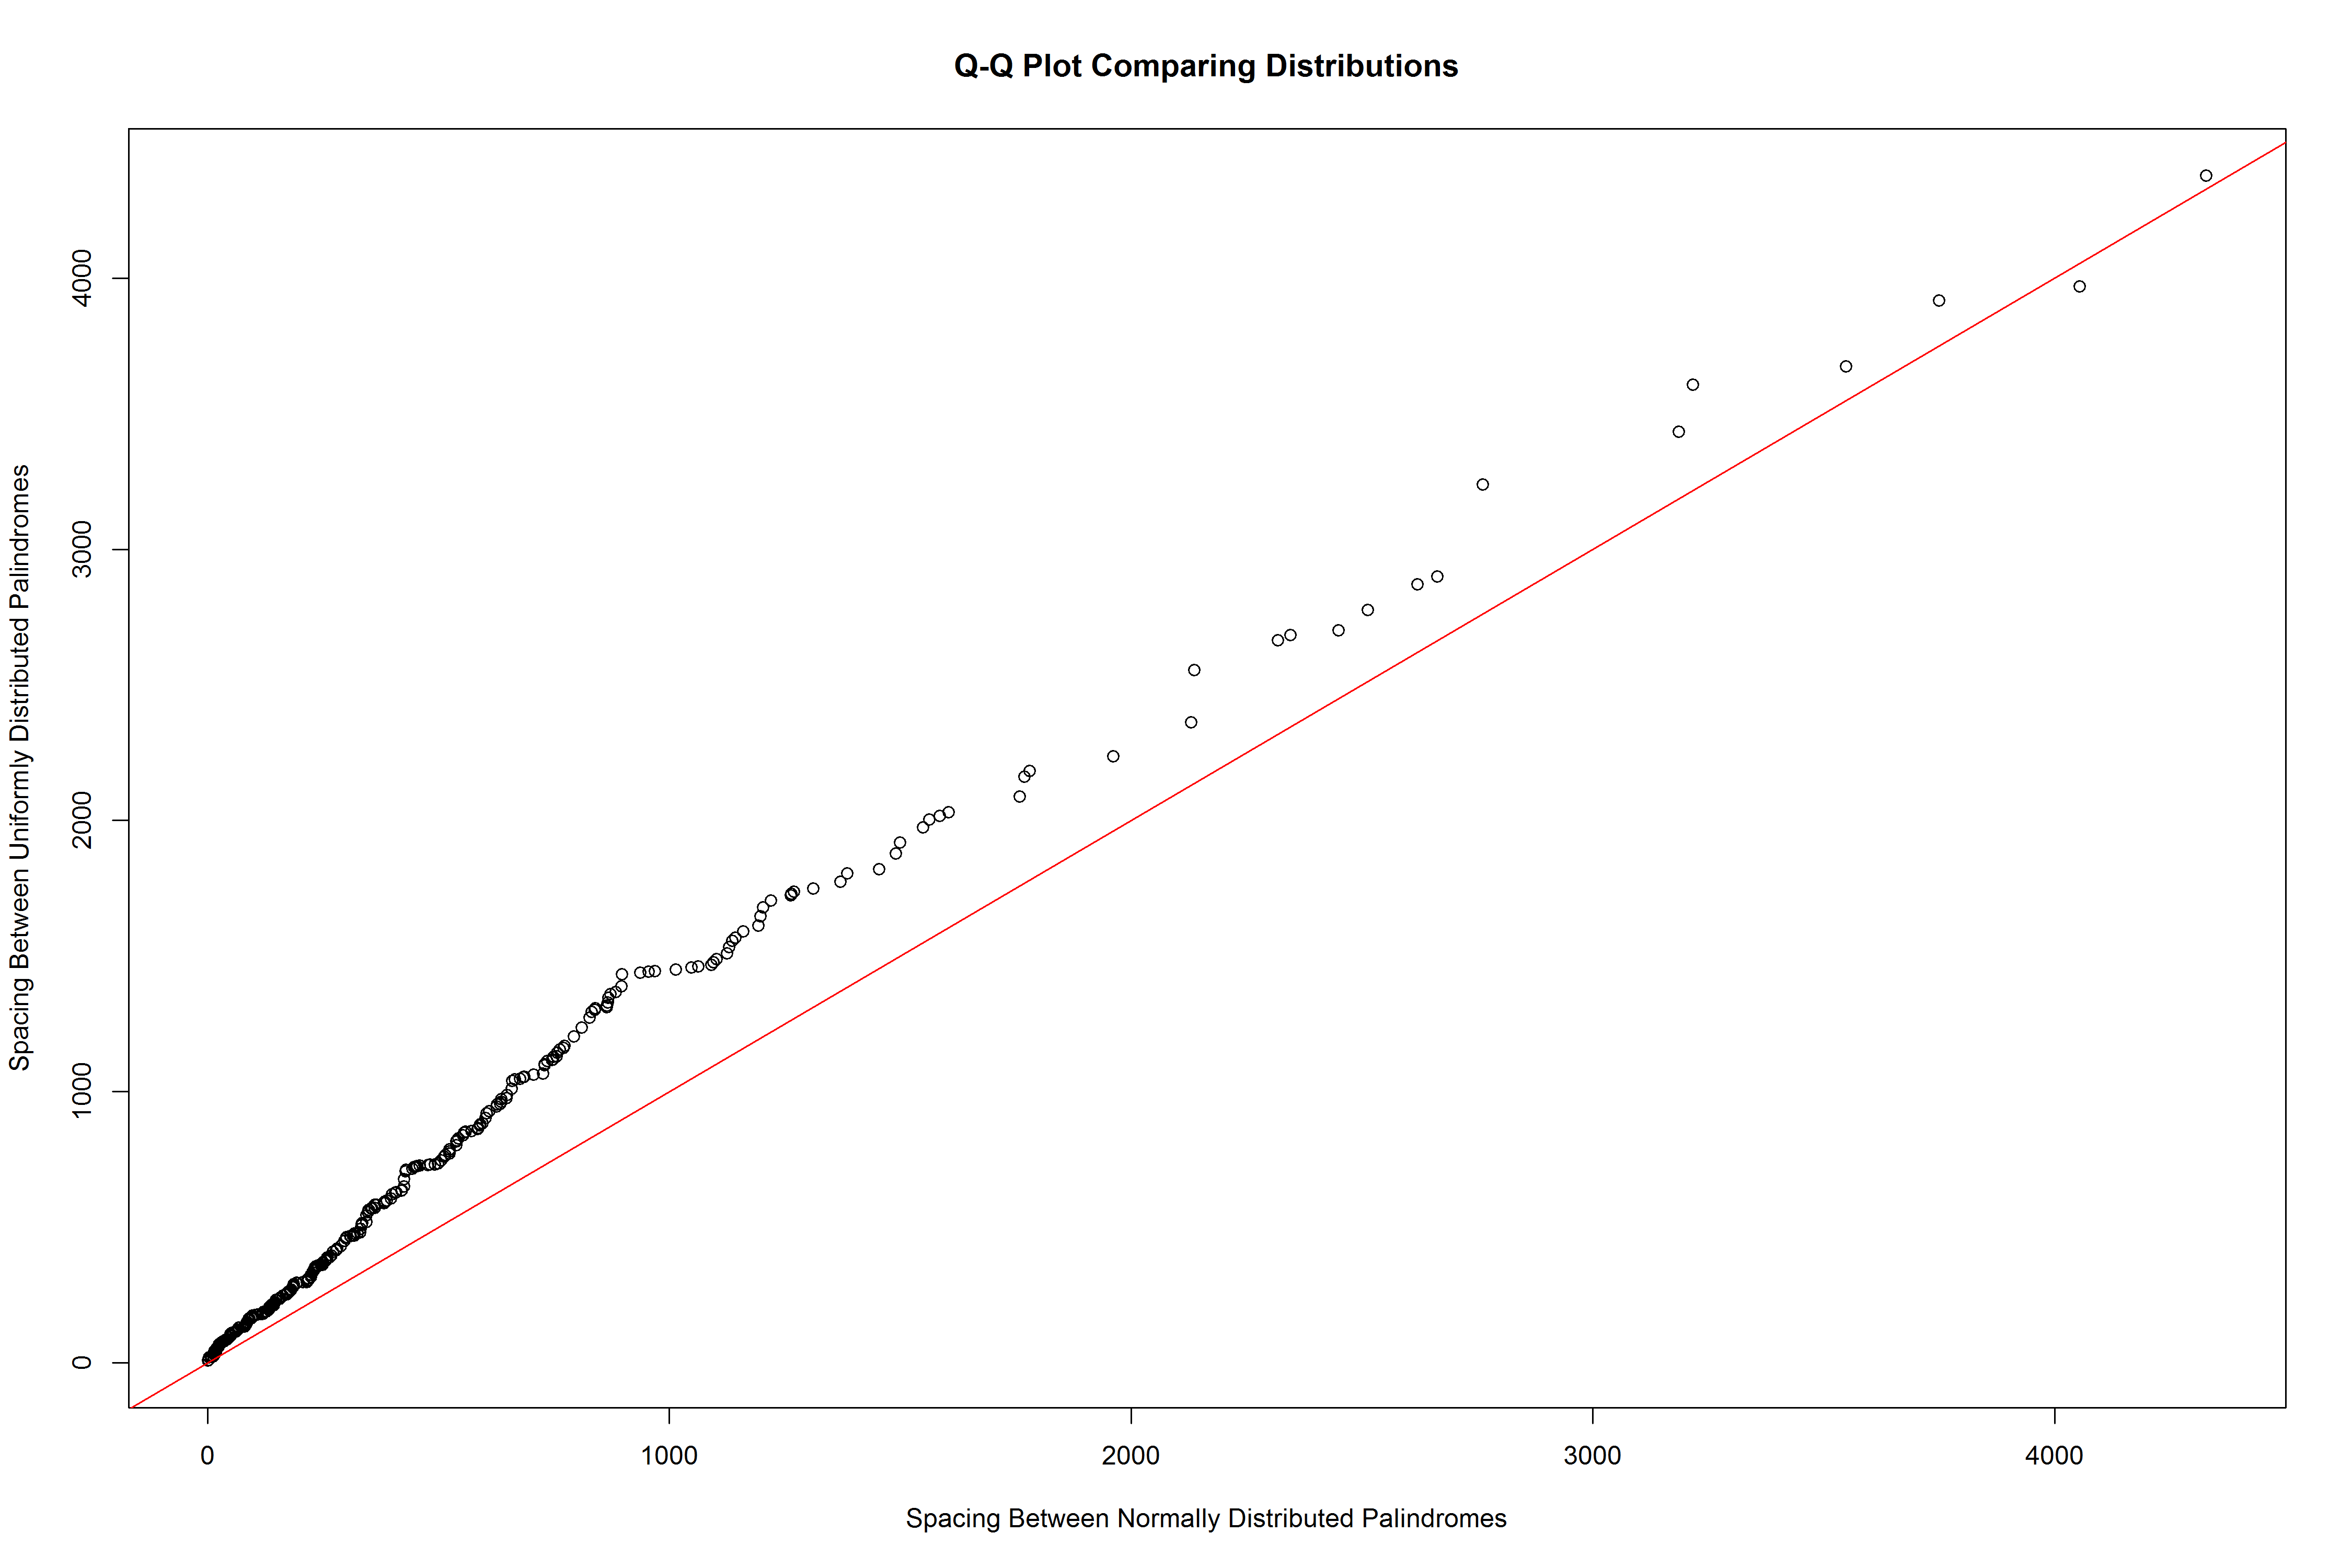 Q-Q Plot Comparing Distributions
Spacing Between Uniformly Distributed Palindromes
4000
3000
2000
1000
0
0 1000 2000 3000 4000
Spacing Between Normally Distributed Palindromes